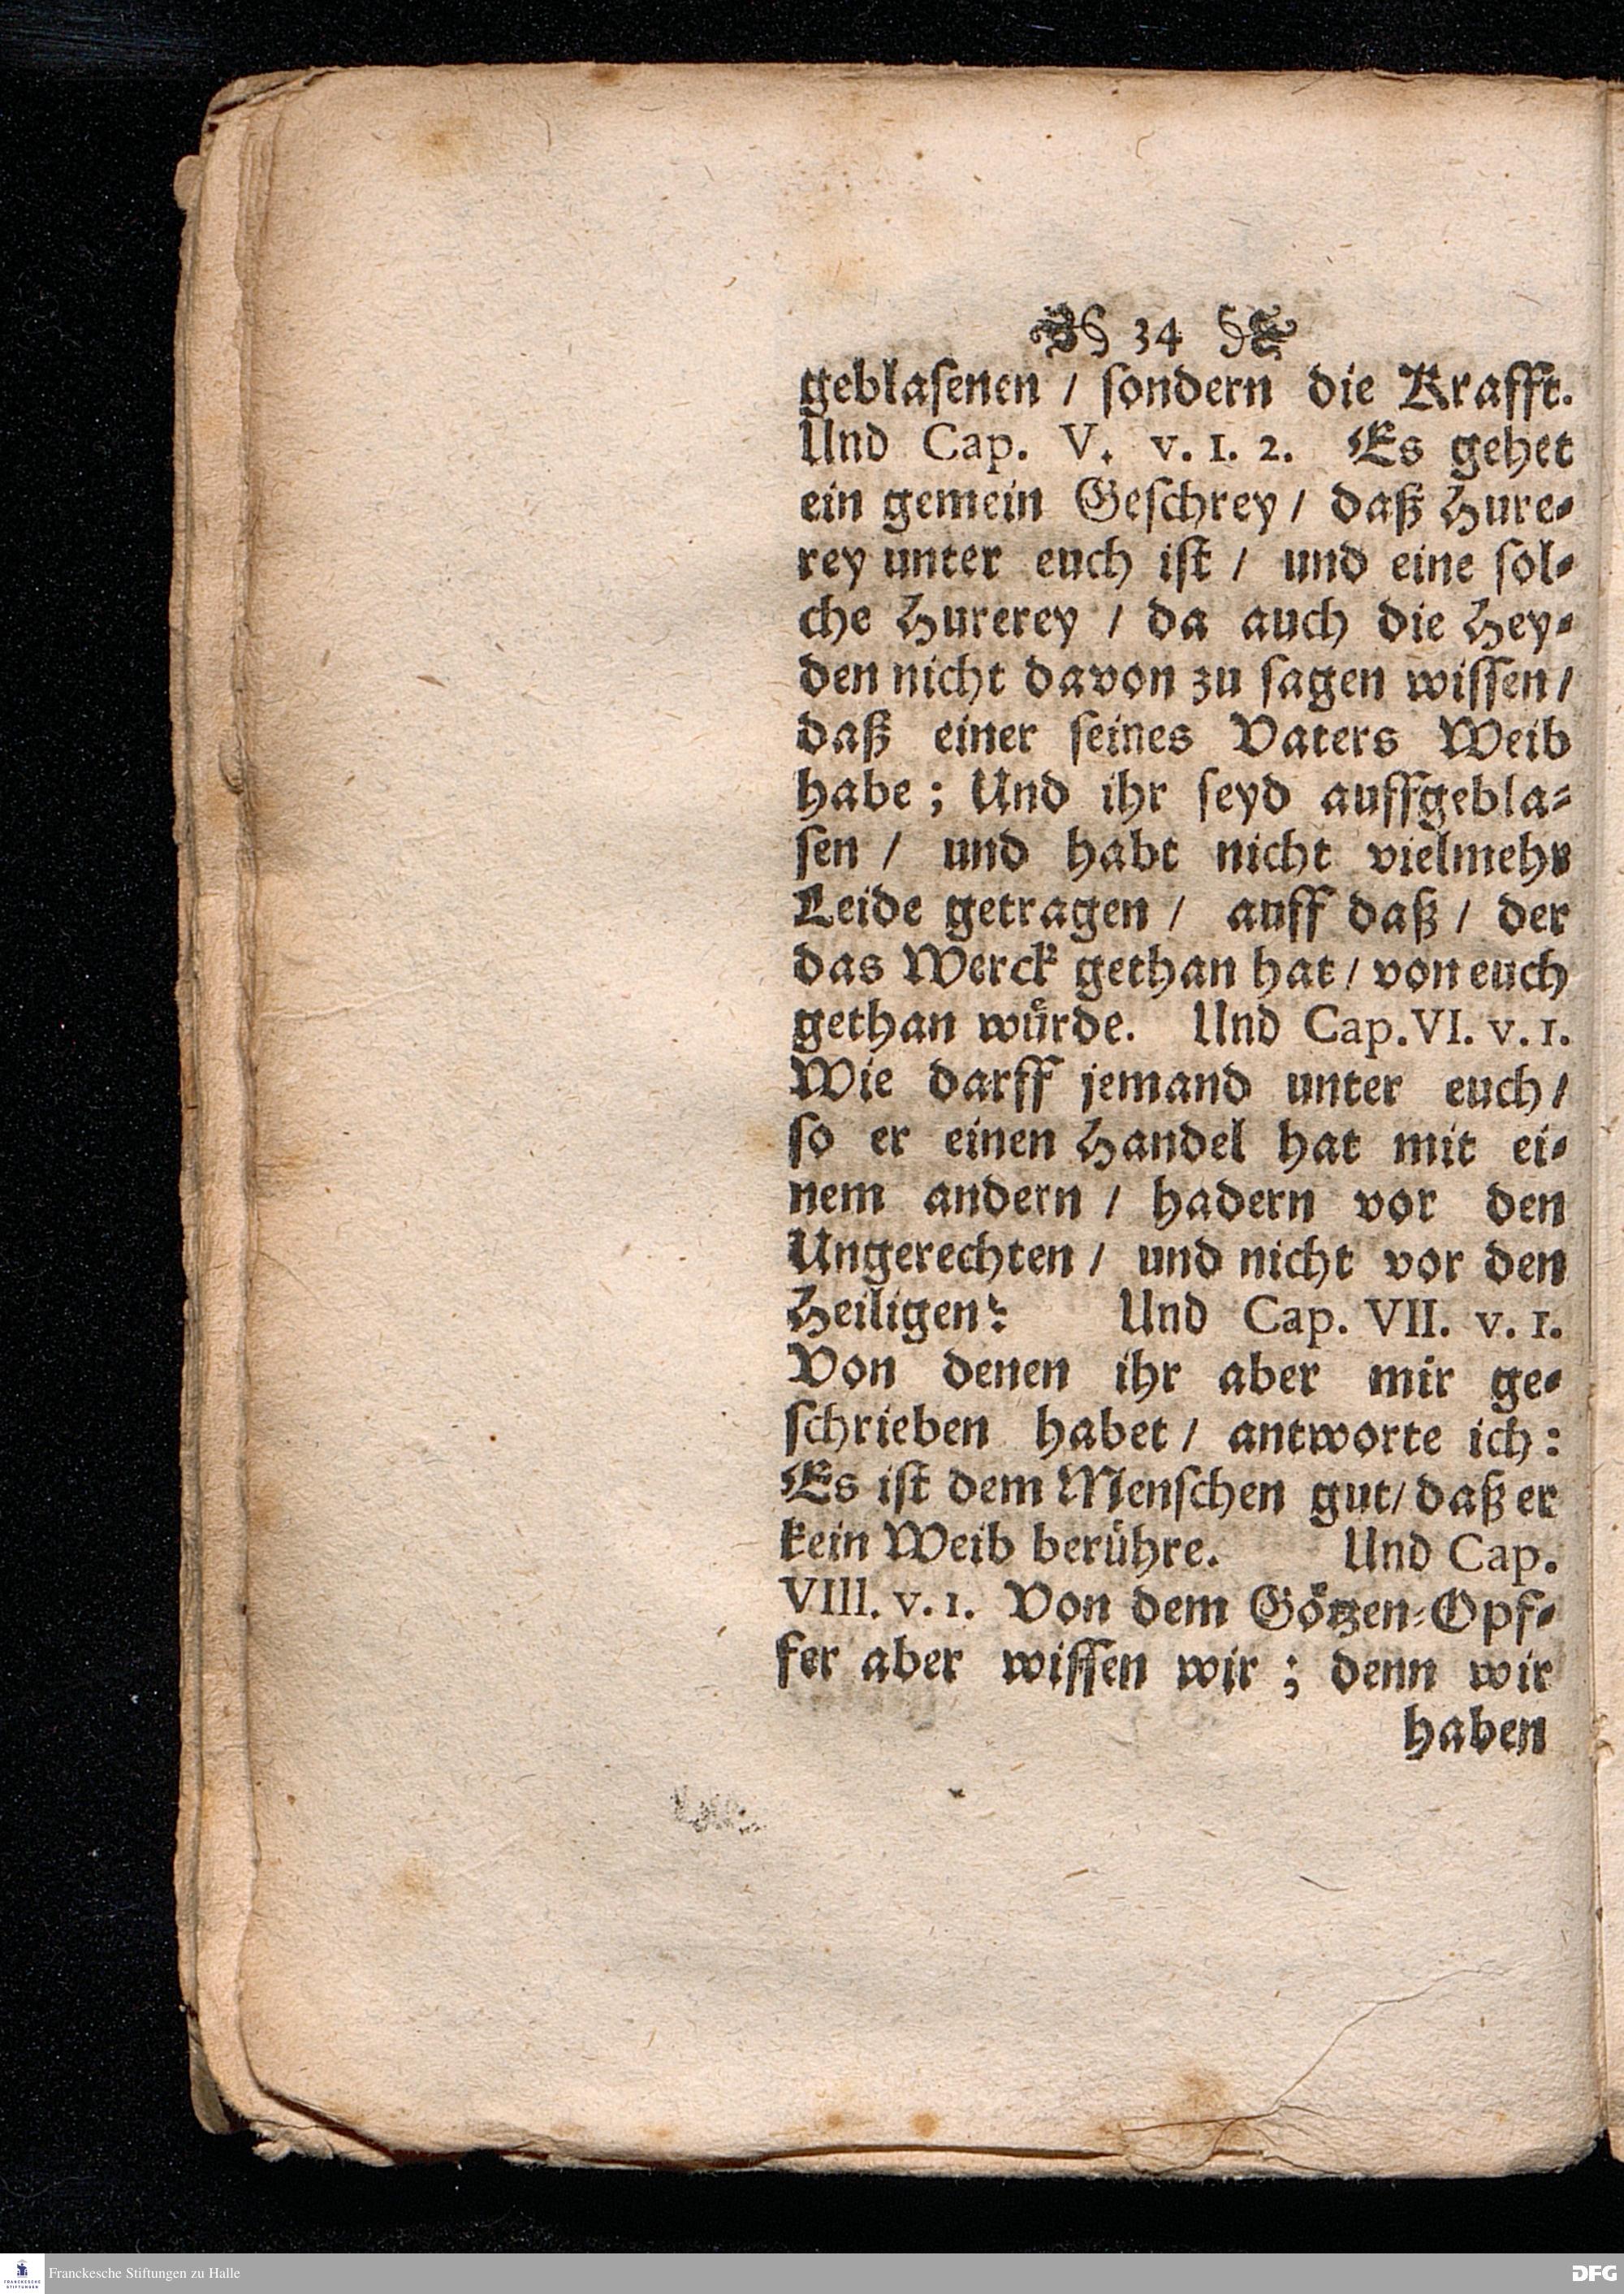 34
geblasenen / sondern die Krafft.
Und Cap. V. v. 1. 2. Es gehet
ein gemein Geschrey / daß Hure-
rey unter euch ist / und eine sol-
che Hurerey / da auch die Hey-
den nicht davon zu sagen wissen /
daß einer seines Vaters Weib
habe ; Und ihr seyd auffgebla-
sen / und habt nicht vielmehr
Leide getragen / auff daß / der
das Werck gethan hat / von euch
gethan würde. Und Cap. VI. v. 1.
Wie darff jemand unter euch /
so er einen Handel hat mit ei-
nem andern / hadern vor den
Ungerechten / und nicht vor den
Heiligen? Und Cap. VII. v. 1.
Von denen ihr aber mir ge-
schrieben habet / antworte ich :
Es ist dem Menschen gut / daß er
kein Weib berühre. Und Cap.
VIII. v. 1. Von dem Götzen-Opf-
fer aber wissen wir ; denn wir
haben
FRANCKESCHE STIFTUNGEN
Franckesche Stiftungen zu Halle
DFG